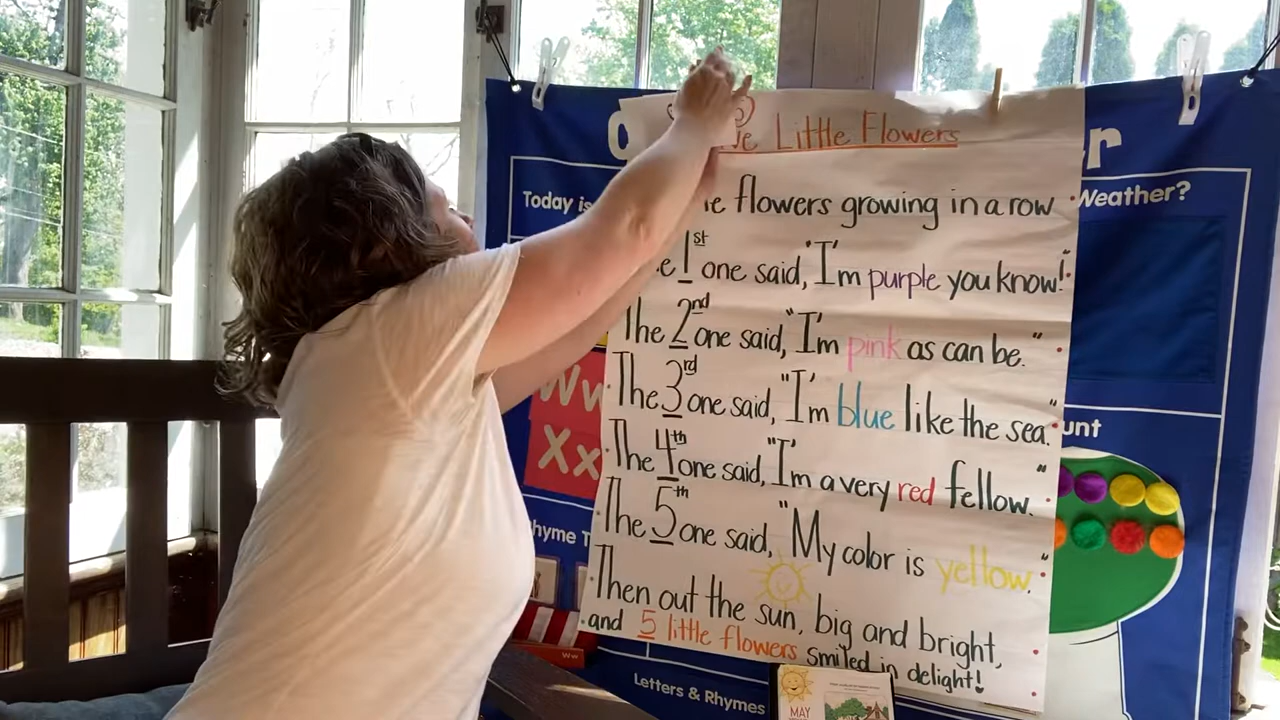 Little Flowers
flowers growing in a row
1st one said, "I'm purple you know!"
The 2nd one said, "I'm pink as can be."
The 3rd one said, "I'm blue like the sea."
The 4th one said, "I'm a very red fellow."
The 5th one said, "My color is yellow."
Then out the sun, big and bright,
and 5 little flowers smiled in delight!
Today is
Weather?
Ww
Xx
unt
hyme T
Letters & Rhymes
Ww
MAY